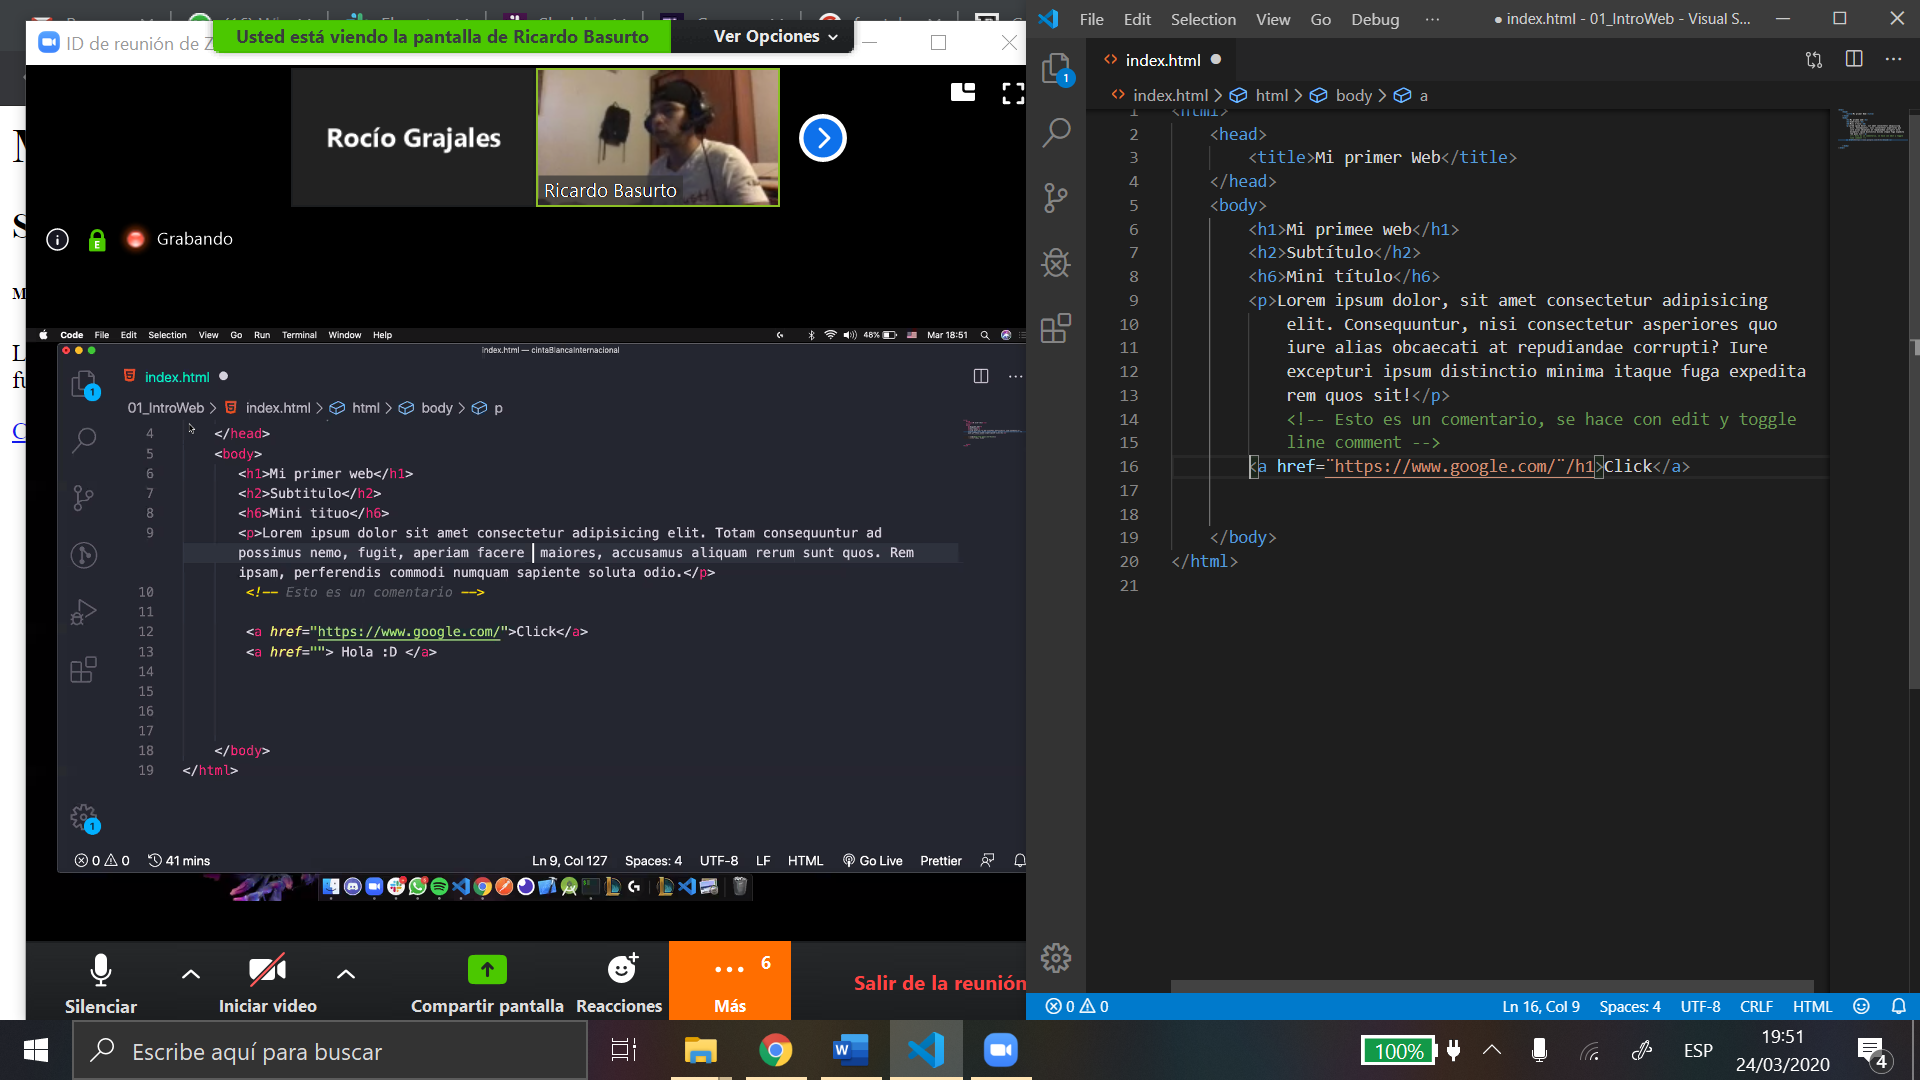 ID de reunión de Z
Usted está viendo la pantalla de Ricardo Basurto
Ver Opciones
Rocío Grajales
Ricardo Basurto
Grabando
Code File Edit Selection View Go Run Terminal Window Help
48%
Mar 18:51
index.html — cintaBlancaInternacional
index.html
01_IntroWeb > index.html > html > body > p
4 </head>
5 <body>
6 <h1>Mi primer web</h1>
7 <h2>Subtitulo</h2>
8 <h6>Mini tituo</h6>
9 <p>Lorem ipsum dolor sit amet consectetur adipisicing elit. Totam consequuntur ad
possimus nemo, fugit, aperiam facere maiores, accusamus aliquam rerum sunt quos. Rem
ipsam, perferendis commodi numquam sapiente soluta odio.</p>
10 <!-- Esto es un comentario -->
11
12 <a href="https://www.google.com/">Click</a>
13 <a href=""> Hola :D </a>
14
15
16
17
18 </body>
19 </html>
1
1
0 0 41 mins Ln 9, Col 127 Spaces: 4 UTF-8 LF HTML Go Live Prettier
Silenciar
Iniciar video
Compartir pantalla
Reacciones
6
Más
Salir de la reunión
File Edit Selection View Go Debug ···
● index.html - 01_IntroWeb - Visual S...
index.html
1
index.html > html > body > a
1 <html>
2 <head>
3 <title>Mi primer Web</title>
4 </head>
5 <body>
6 <h1>Mi primee web</h1>
7 <h2>Subtítulo</h2>
8 <h6>Mini título</h6>
9 <p>Lorem ipsum dolor, sit amet consectetur adipisicing
10 elit. Consequuntur, nisi consectetur asperiores quo
11 iure alias obcaecati at repudiandae corrupti? Iure
12 excepturi ipsum distinctio minima itaque fuga expedita
13 rem quos sit!</p>
14 <!-- Esto es un comentario, se hace con edit y toggle
15 line comment -->
16 <a href=¨https://www.google.com/¨/h1>Click</a>
17
18
19 </body>
20 </html>
21
0 0 Ln 16, Col 9 Spaces: 4 UTF-8 CRLF HTML
Escribe aquí para buscar
100%
ESP
19:51
24/03/2020
4